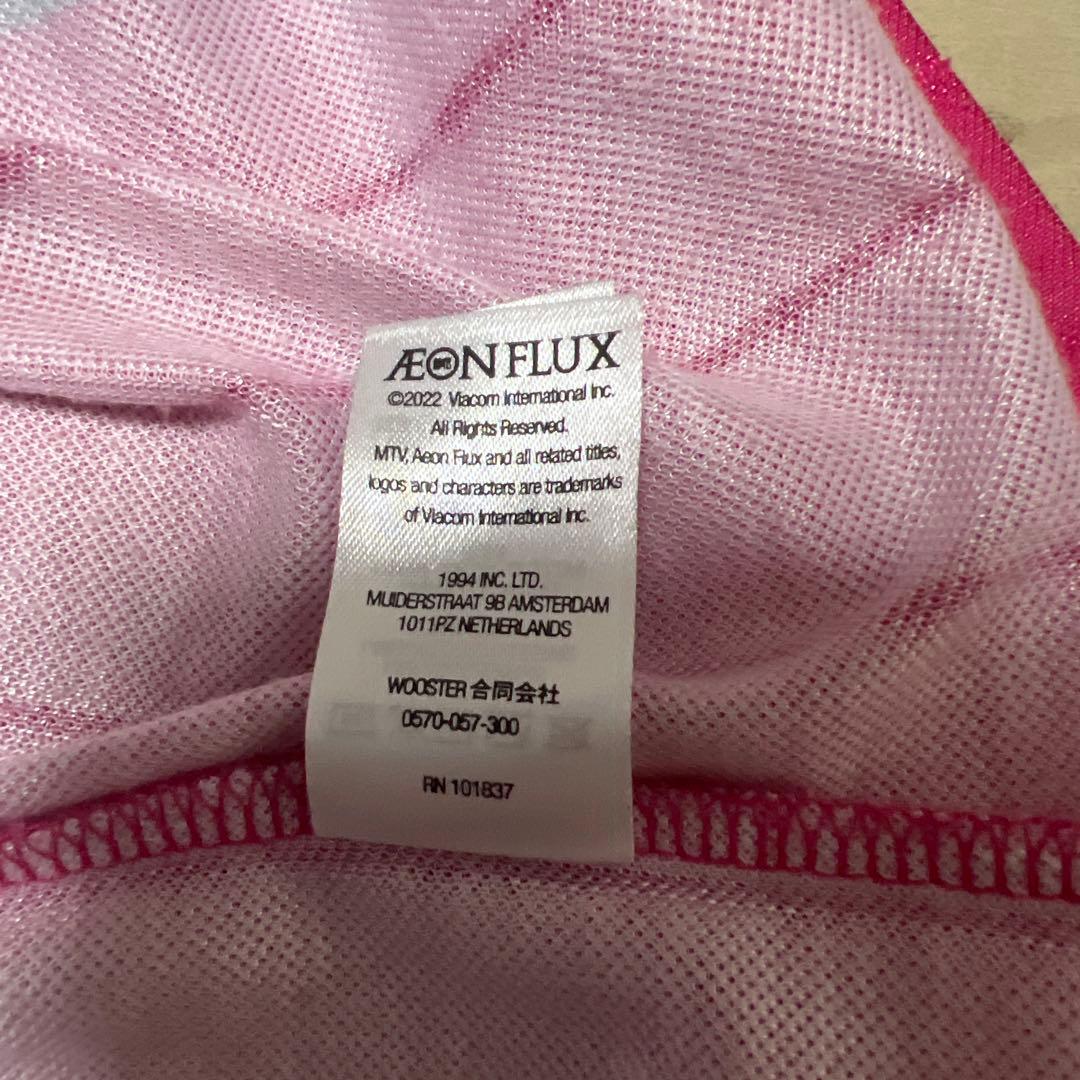 ÆON FLUX
©2022 Viacom International Inc.
All Rights Reserved.
MTV, Aeon Flux and all related titles,
logos and characters are trademarks
of Viacom International Inc.
1994 INC. LTD.
MUIDERSTRAAT 9B AMSTERDAM
1011PZ NETHERLANDS
WOOSTER 合同会社
0570-057-300
RN 101837